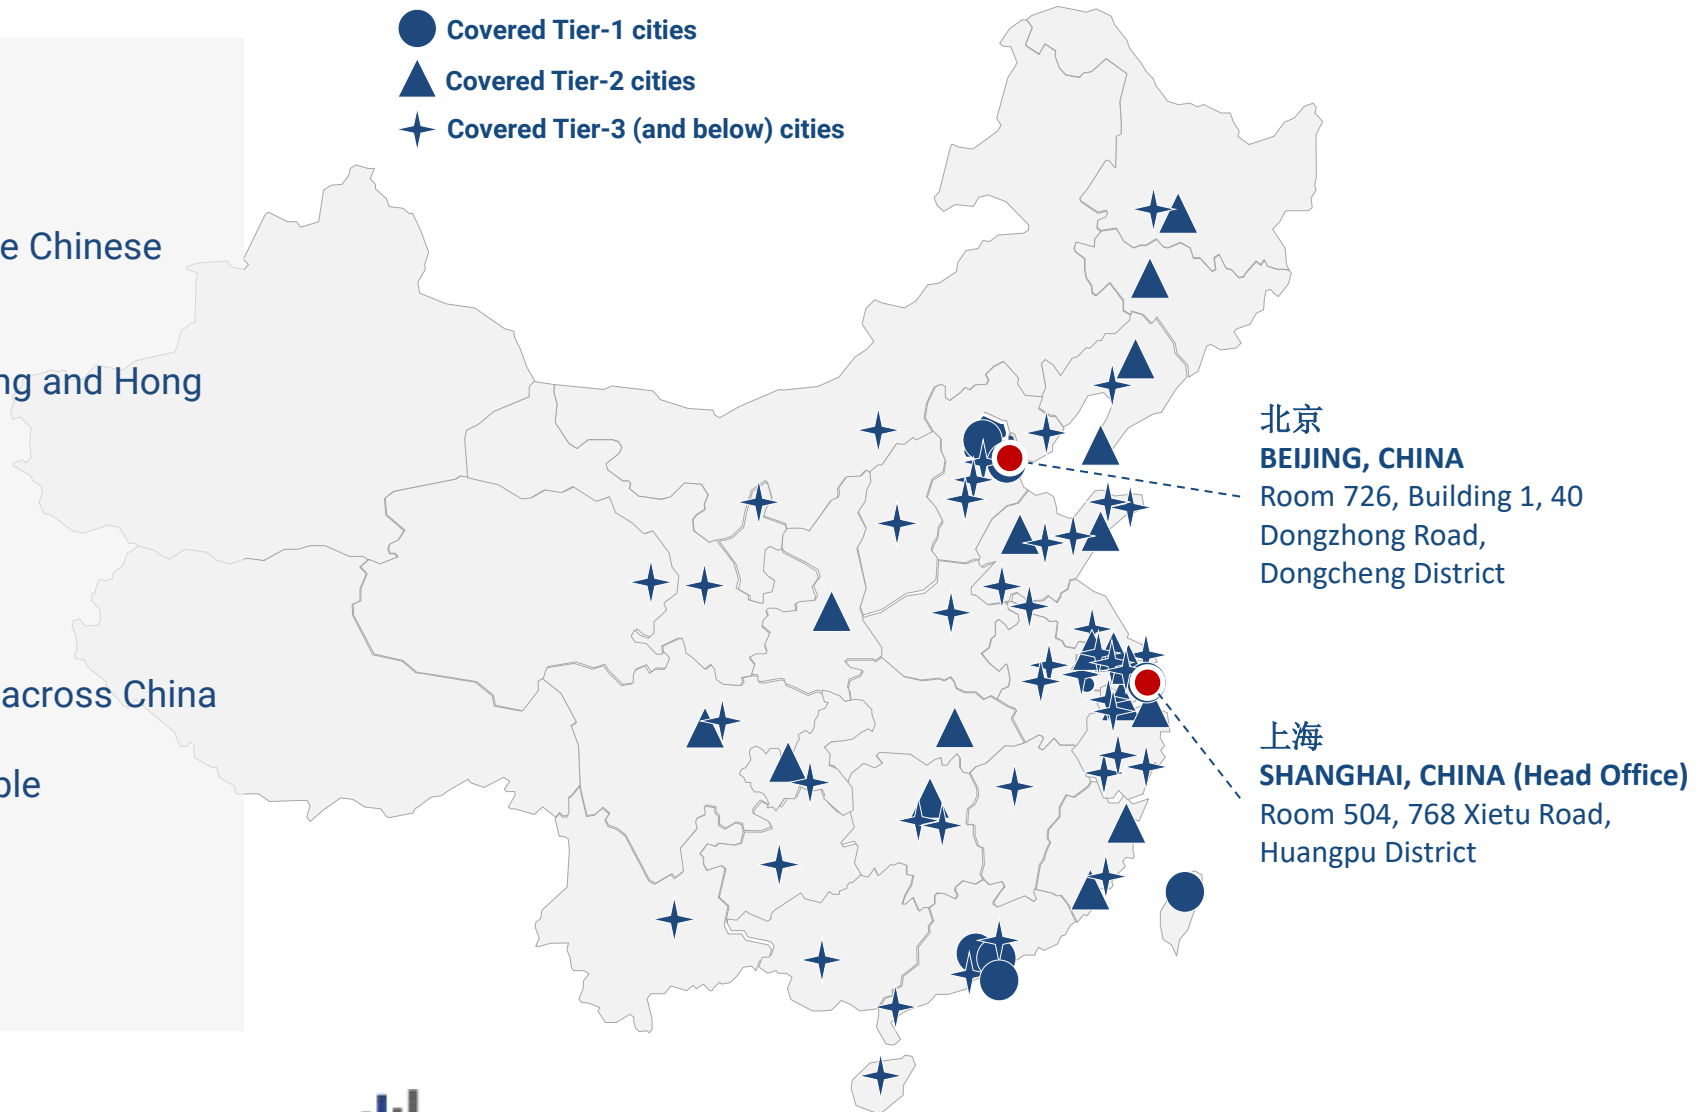 Covered Tier-1 cities
Covered Tier-2 cities
Covered Tier-3 (and below) cities
e Chinese
ng and Hong
across China
ple
北京
BEIJING, CHINA
Room 726, Building 1, 40
Dongzhong Road,
Dongcheng District
上海
SHANGHAI, CHINA (Head Office)
Room 504, 768 Xietu Road,
Huangpu District